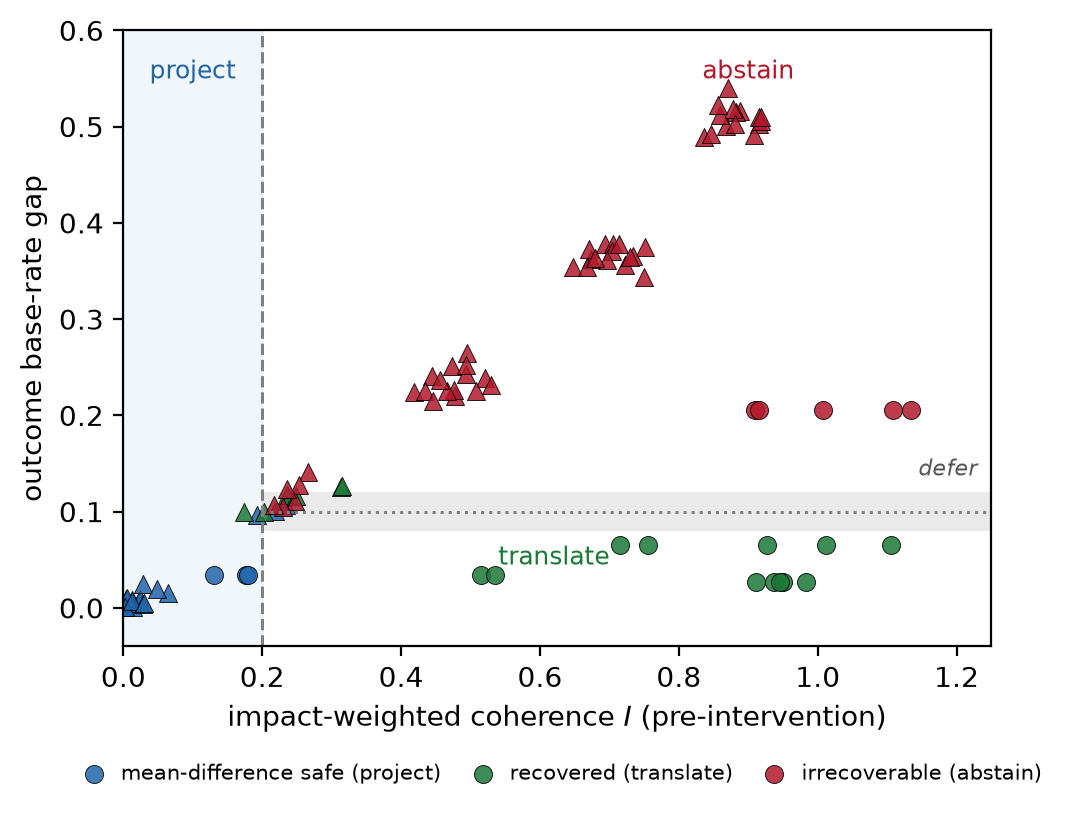 0.6
0.5
0.4
0.3
0.2
0.1
0.0
outcome base-rate gap
project
abstain
defer
translate
0.0 0.2 0.4 0.6 0.8 1.0 1.2
impact-weighted coherence I (pre-intervention)
mean-difference safe (project) recovered (translate) irrecoverable (abstain)